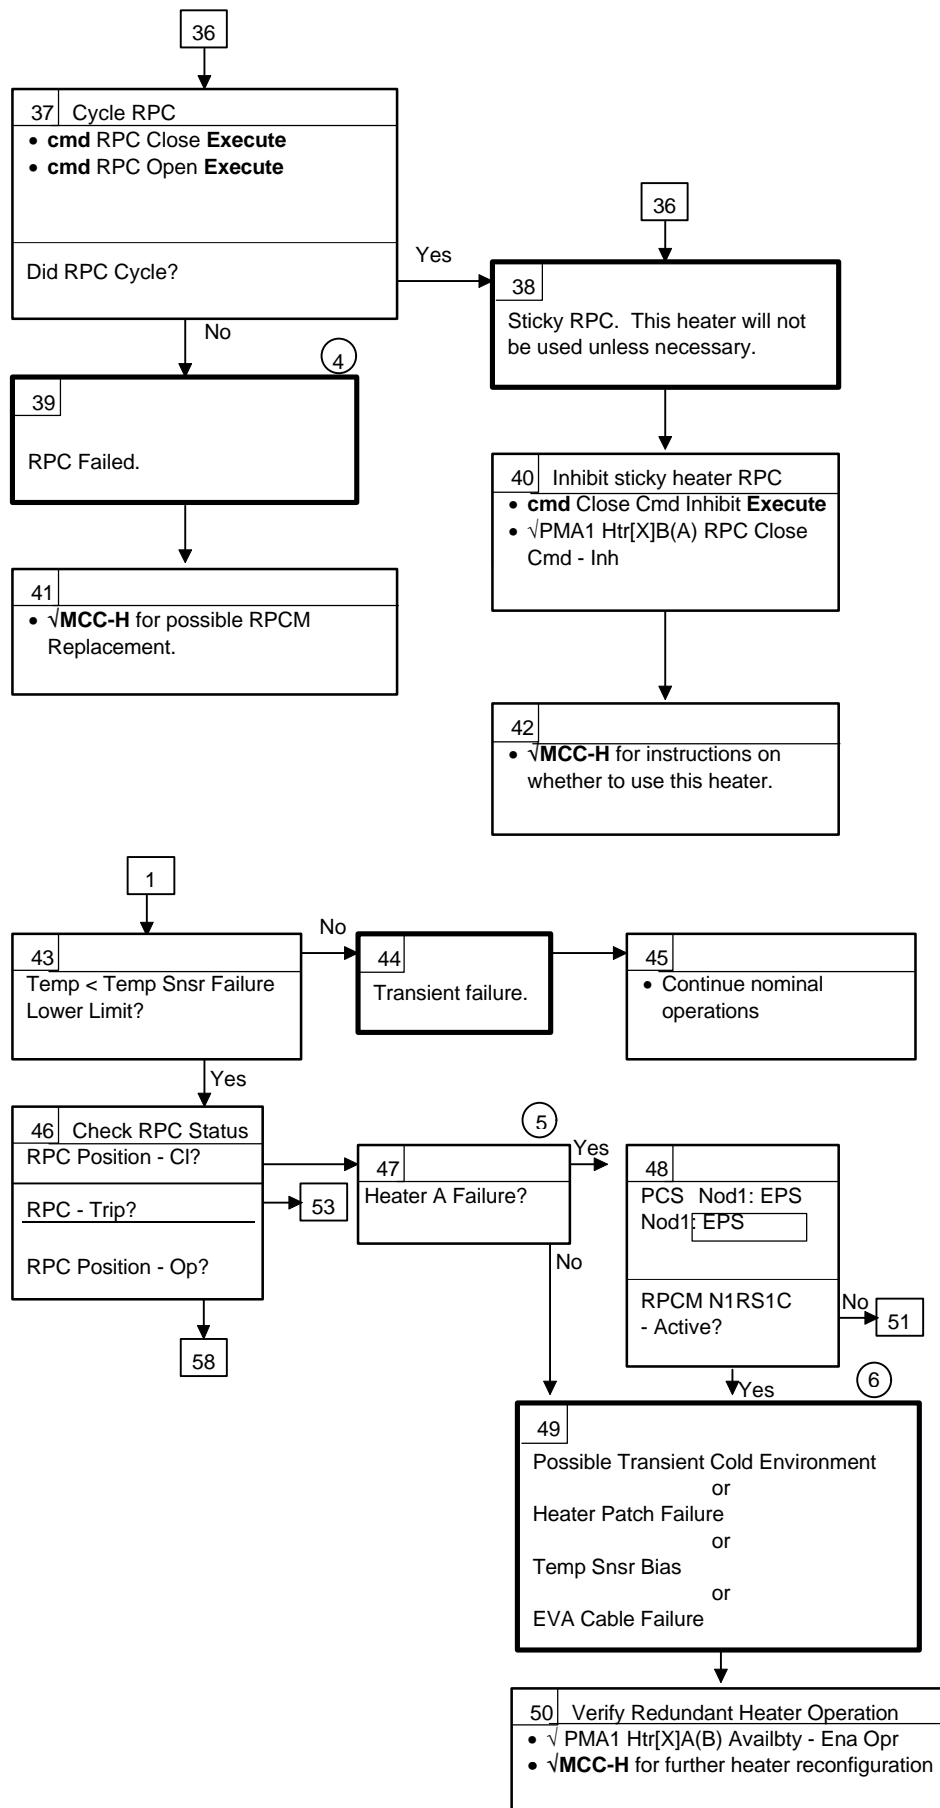 36
37 Cycle RPC
• cmd RPC Close Execute
• cmd RPC Open Execute
Did RPC Cycle?
Yes
No
36
38
Sticky RPC. This heater will not
be used unless necessary.
4
39
RPC Failed.
40 Inhibit sticky heater RPC
• cmd Close Cmd Inhibit Execute
• √PMA1 Htr[X]B(A) RPC Close
Cmd - Inh
41
• √MCC-H for possible RPCM
Replacement.
42
• √MCC-H for instructions on
whether to use this heater.
1
43
Temp < Temp Snsr Failure
Lower Limit?
No
Yes
44
Transient failure.
45
• Continue nominal
operations
46 Check RPC Status
RPC Position - Cl?
RPC - Trip?
RPC Position - Op?
53
58
5
47
Heater A Failure?
Yes
No
48
PCS Nod1: EPS
Nod1: EPS
RPCM N1RS1C
- Active?
No
51
Yes
6
49
Possible Transient Cold Environment
or
Heater Patch Failure
or
Temp Snsr Bias
or
EVA Cable Failure
50 Verify Redundant Heater Operation
• √ PMA1 Htr[X]A(B) Availbty - Ena Opr
• √MCC-H for further heater reconfiguration